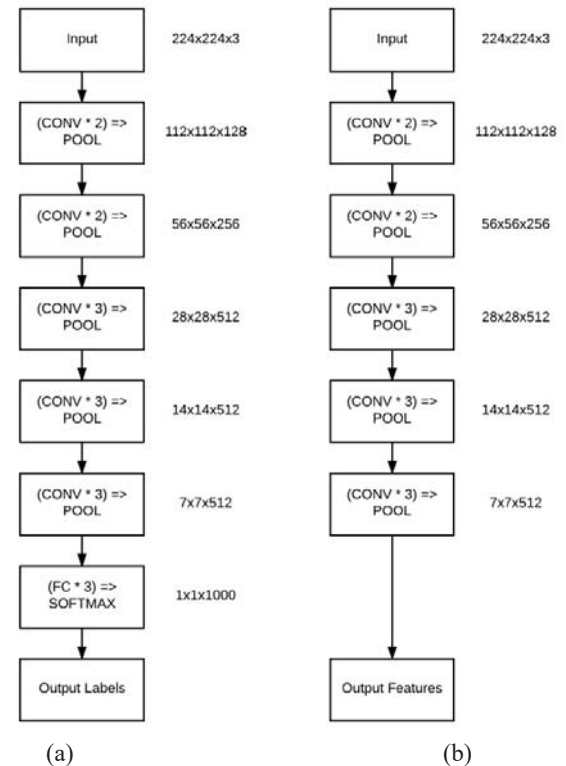 Input
224x224x3
(CONV * 2) =>
POOL
112x112x128
(CONV * 2) =>
POOL
56x56x256
(CONV * 3) =>
POOL
28x28x512
(CONV * 3) =>
POOL
14x14x512
(CONV * 3) =>
POOL
7x7x512
(FC * 3) =>
SOFTMAX
1x1x1000
Output Labels
(a)
Input
224x224x3
(CONV * 2) =>
POOL
112x112x128
(CONV * 2) =>
POOL
56x56x256
(CONV * 3) =>
POOL
28x28x512
(CONV * 3) =>
POOL
14x14x512
(CONV * 3) =>
POOL
7x7x512
Output Features
(b)